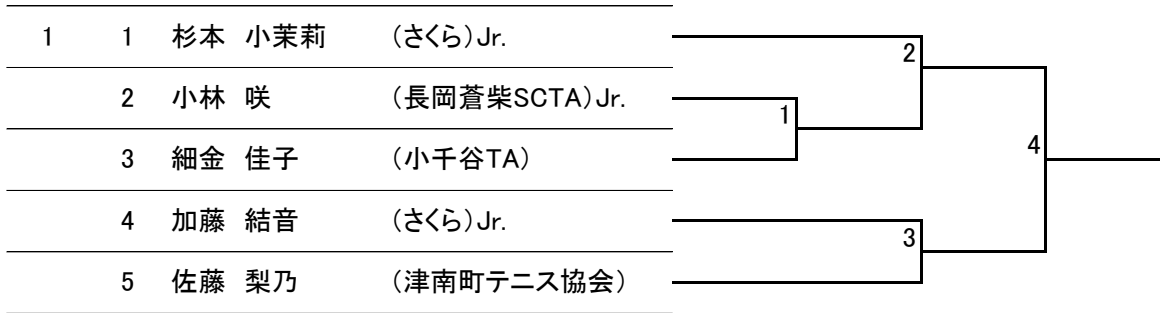 1 1 杉本 小茉莉 (さくら)Jr.
2
2 小林 咲 (長岡蒼柴SCTA)Jr.
1
3 細金 佳子 (小千谷TA)
4
4 加藤 結音 (さくら)Jr.
3
5 佐藤 梨乃 (津南町テニス協会)